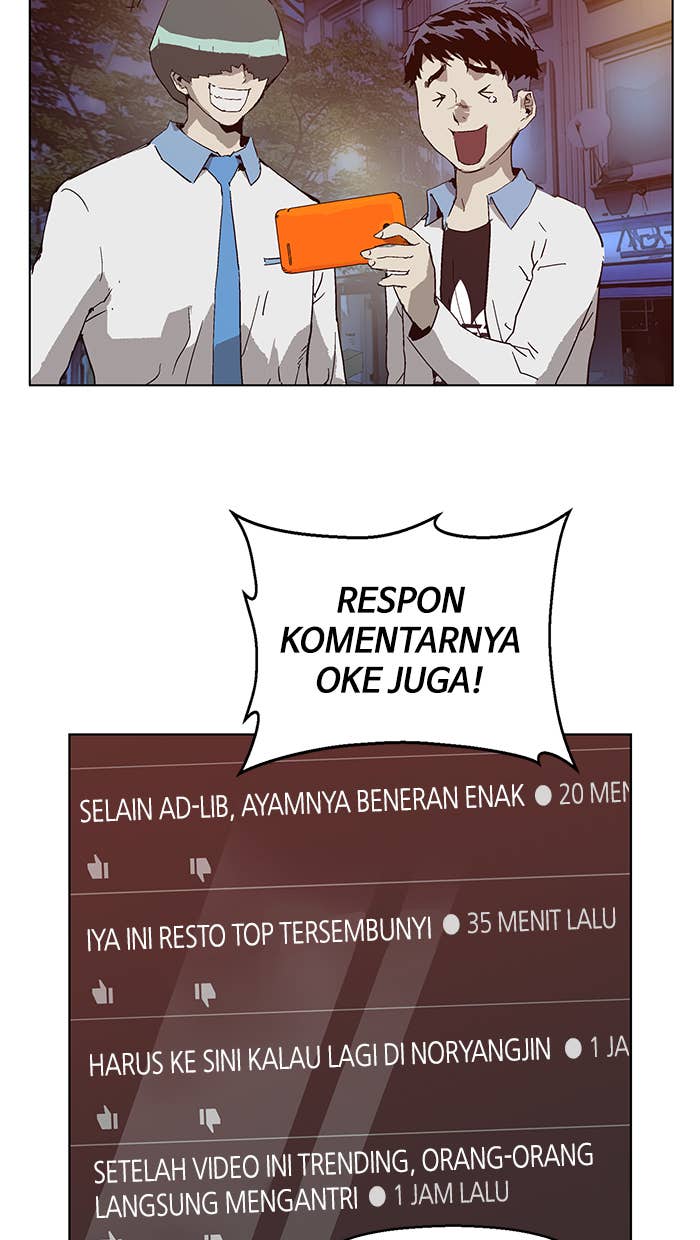 RESPON
KOMENTARNYA
OKE JUGA!
SELAIN AD-LIB, AYAMNYA BENERAN ENAK ● 20 MEN
IYA INI RESTO TOP TERSEMBUNYI ● 35 MENIT LALU
HARUS KE SINI KALAU LAGI DI NORYANGJIN ● 1 JA
SETELAH VIDEO INI TRENDING, ORANG-ORANG
LANGSUNG MENGANTRI ● 1 JAM LALU